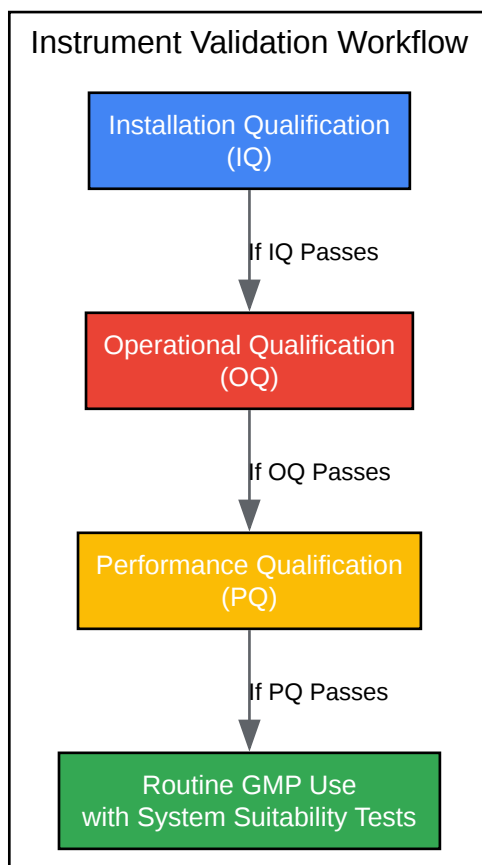 Instrument Validation Workflow
Installation Qualification
(IQ)
If IQ Passes
Operational Qualification
(OQ)
If OQ Passes
Performance Qualification
(PQ)
If PQ Passes
Routine GMP Use
with System Suitability Tests